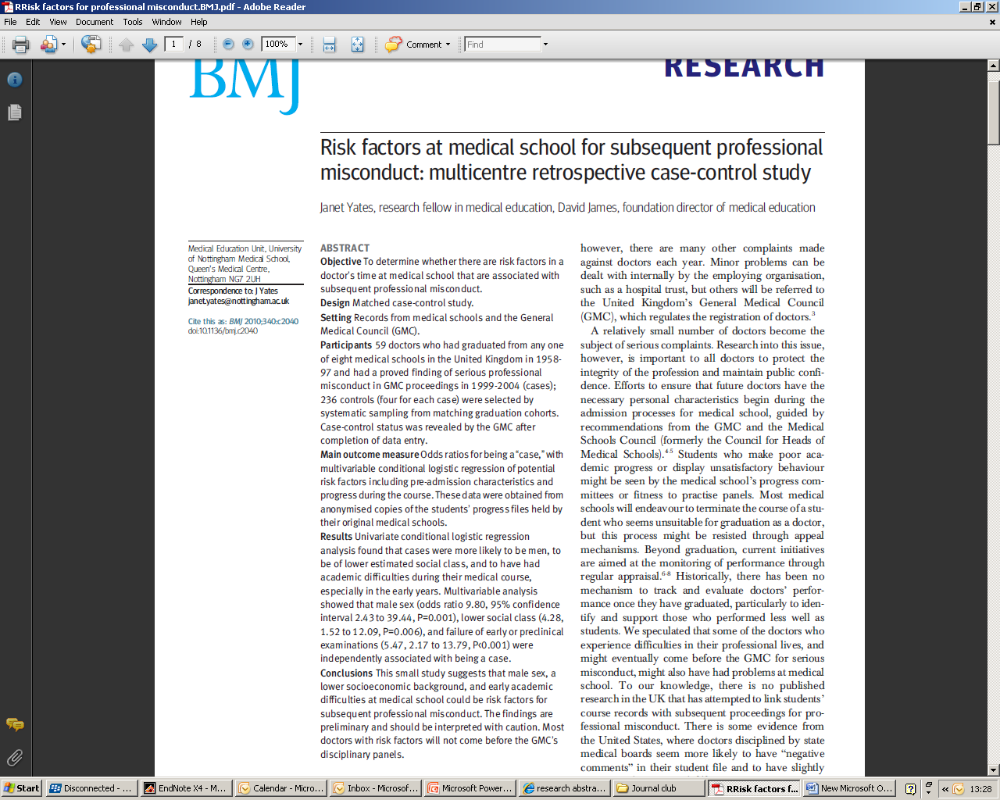 RRisk factors for professional misconduct.BMJ.pdf - Adobe Reader
File Edit View Document Tools Window Help
1 / 8 100% Comment Find
BMJ
RESEARCH
Risk factors at medical school for subsequent professional
misconduct: multicentre retrospective case-control study
Janet Yates, research fellow in medical education, David James, foundation director of medical education
Medical Education Unit, University
of Nottingham Medical School,
Queen's Medical Centre,
Nottingham NG7 2UH
Correspondence to: J Yates
janet.yates@nottingham.ac.uk
Cite this as: BMJ 2010;340:c2040
doi:10.1136/bmj.c2040
ABSTRACT
Objective To determine whether there are risk factors in a
doctor's time at medical school that are associated with
subsequent professional misconduct.
Design Matched case-control study.
Setting Records from medical schools and the General
Medical Council (GMC).
Participants 59 doctors who had graduated from any one
of eight medical schools in the United Kingdom in 1958-
97 and had a proved finding of serious professional
misconduct in GMC proceedings in 1999-2004 (cases);
236 controls (four for each case) were selected by
systematic sampling from matching graduation cohorts.
Case-control status was revealed by the GMC after
completion of data entry.
Main outcome measure Odds ratios for being a “case,” with
multivariable conditional logistic regression of potential
risk factors including pre-admission characteristics and
progress during the course. These data were obtained from
anonymised copies of the students' progress files held by
their original medical schools.
Results Univariate conditional logistic regression
analysis found that cases were more likely to be men, to
be of lower estimated social class, and to have had
academic difficulties during their medical course,
especially in the early years. Multivariable analysis
showed that male sex (odds ratio 9.80, 95% confidence
interval 2.43 to 39.44, P=0.001), lower social class (4.28,
1.52 to 12.09, P=0.006), and failure of early or preclinical
examinations (5.47, 2.17 to 13.79, P<0.001) were
independently associated with being a case.
Conclusions This small study suggests that male sex, a
lower socioeconomic background, and early academic
difficulties at medical school could be risk factors for
subsequent professional misconduct. The findings are
preliminary and should be interpreted with caution. Most
doctors with risk factors will not come before the GMC's
disciplinary panels.
however, there are many other complaints made
against doctors each year. Minor problems can be
dealt with internally by the employing organisation,
such as a hospital trust, but others will be referred to
the United Kingdom's General Medical Council
(GMC), which regulates the registration of doctors.3
A relatively small number of doctors become the
subject of serious complaints. Research into this issue,
however, is important to all doctors to protect the
integrity of the profession and maintain public confi-
dence. Efforts to ensure that future doctors have the
necessary personal characteristics begin during the
admission processes for medical school, guided by
recommendations from the GMC and the Medical
Schools Council (formerly the Council for Heads of
Medical Schools).4 5 Students who make poor aca-
demic progress or display unsatisfactory behaviour
might be seen by the medical school's progress com-
mittees or fitness to practise panels. Most medical
schools will endeavour to terminate the course of a stu-
dent who seems unsuitable for graduation as a doctor,
but this process might be resisted through appeal
mechanisms. Beyond graduation, current initiatives
are aimed at the monitoring of performance through
regular appraisal.6-8 Historically, there has been no
mechanism to track and evaluate doctors' perfor-
mance once they have graduated, particularly to iden-
tify and support those who performed less well as
students. We speculated that some of the doctors who
experience difficulties in their professional lives, and
might eventually come before the GMC for serious
misconduct, might also have had problems at medical
school. To our knowledge, there is no published
research in the UK that has attempted to link students'
course records with subsequent proceedings for pro-
fessional misconduct. There is some evidence from
the United States, where doctors disciplined by state
medical boards seem more likely to have “negative
comments” in their student file and to have slightly
Start Disconnected - ... EndNote X4 - M... Calendar - Micro... Inbox - Microsof... Microsoft Power... research abstra... Journal club RRisk factors f... New Microsoft O... 13:28